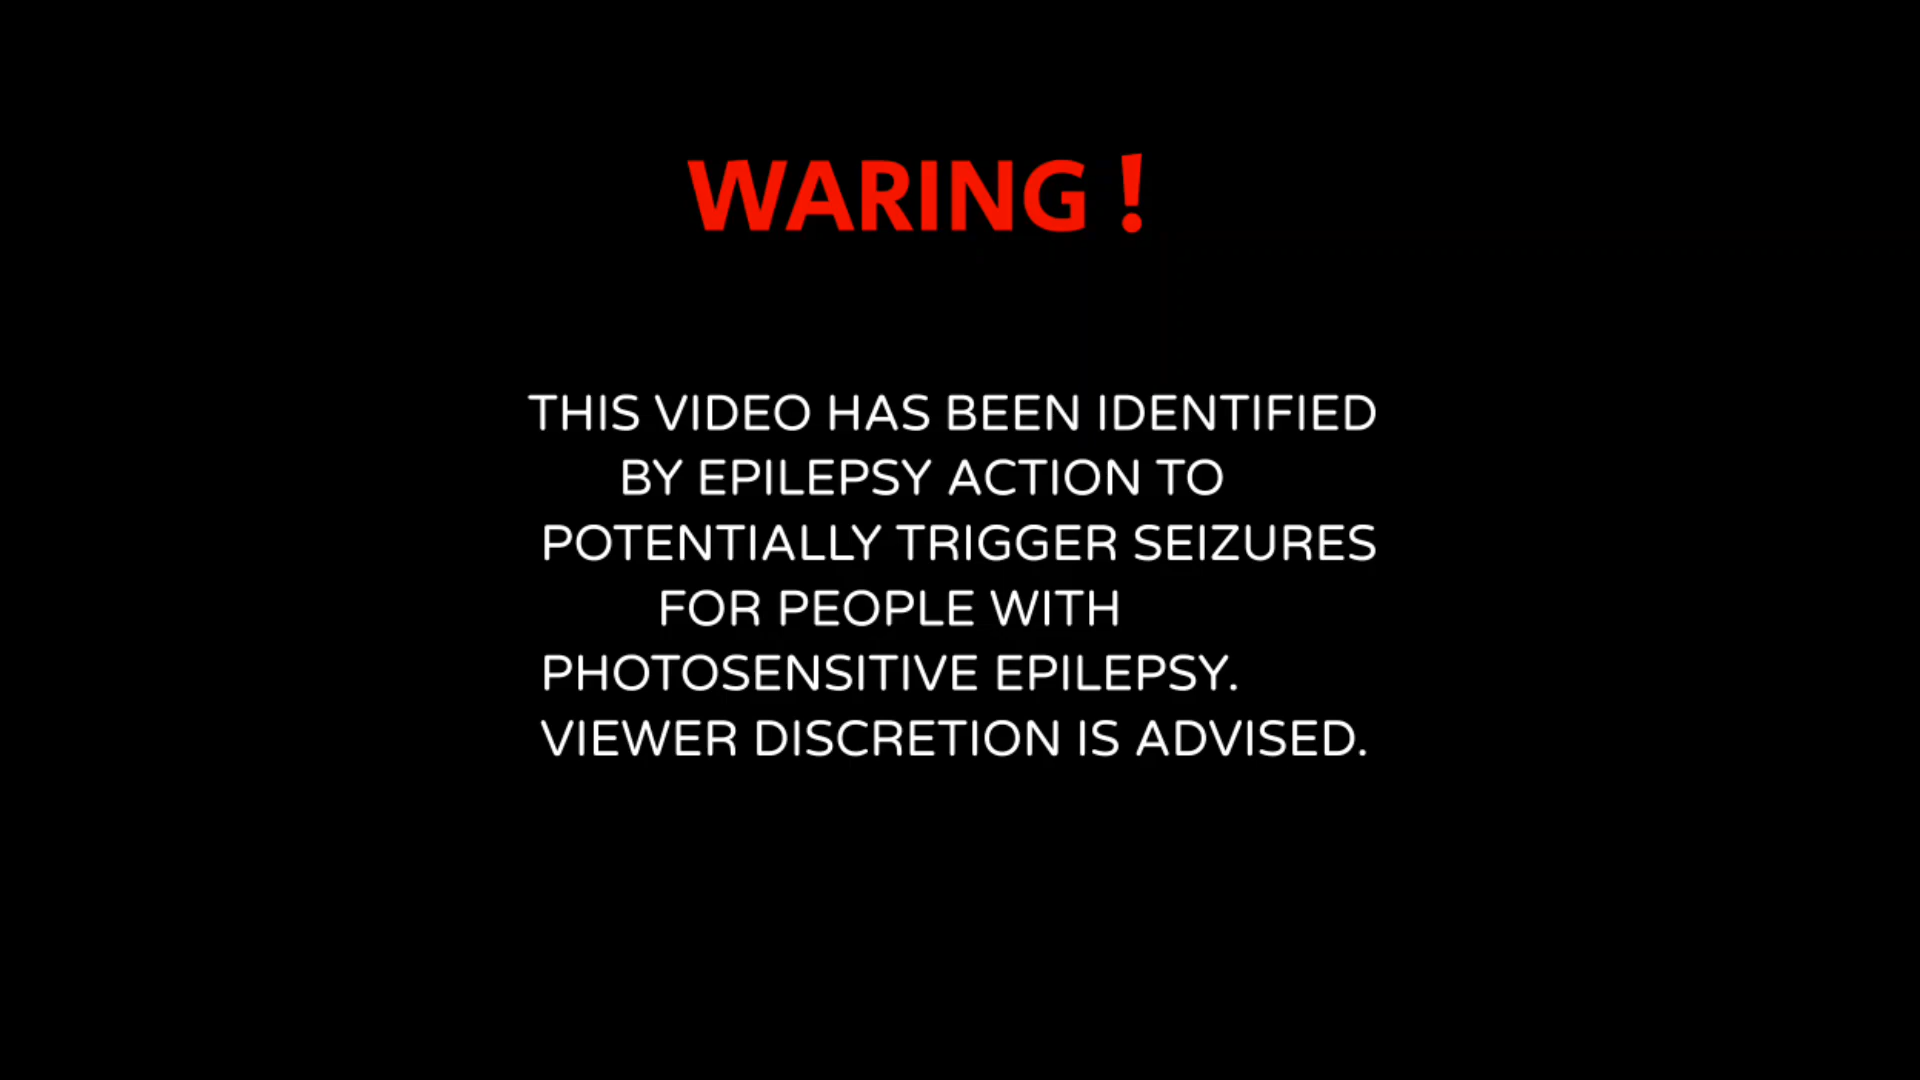 WARING !
THIS VIDEO HAS BEEN IDENTIFIED
BY EPILEPSY ACTION TO
POTENTIALLY TRIGGER SEIZURES
FOR PEOPLE WITH
PHOTOSENSITIVE EPILEPSY.
VIEWER DISCRETION IS ADVISED.